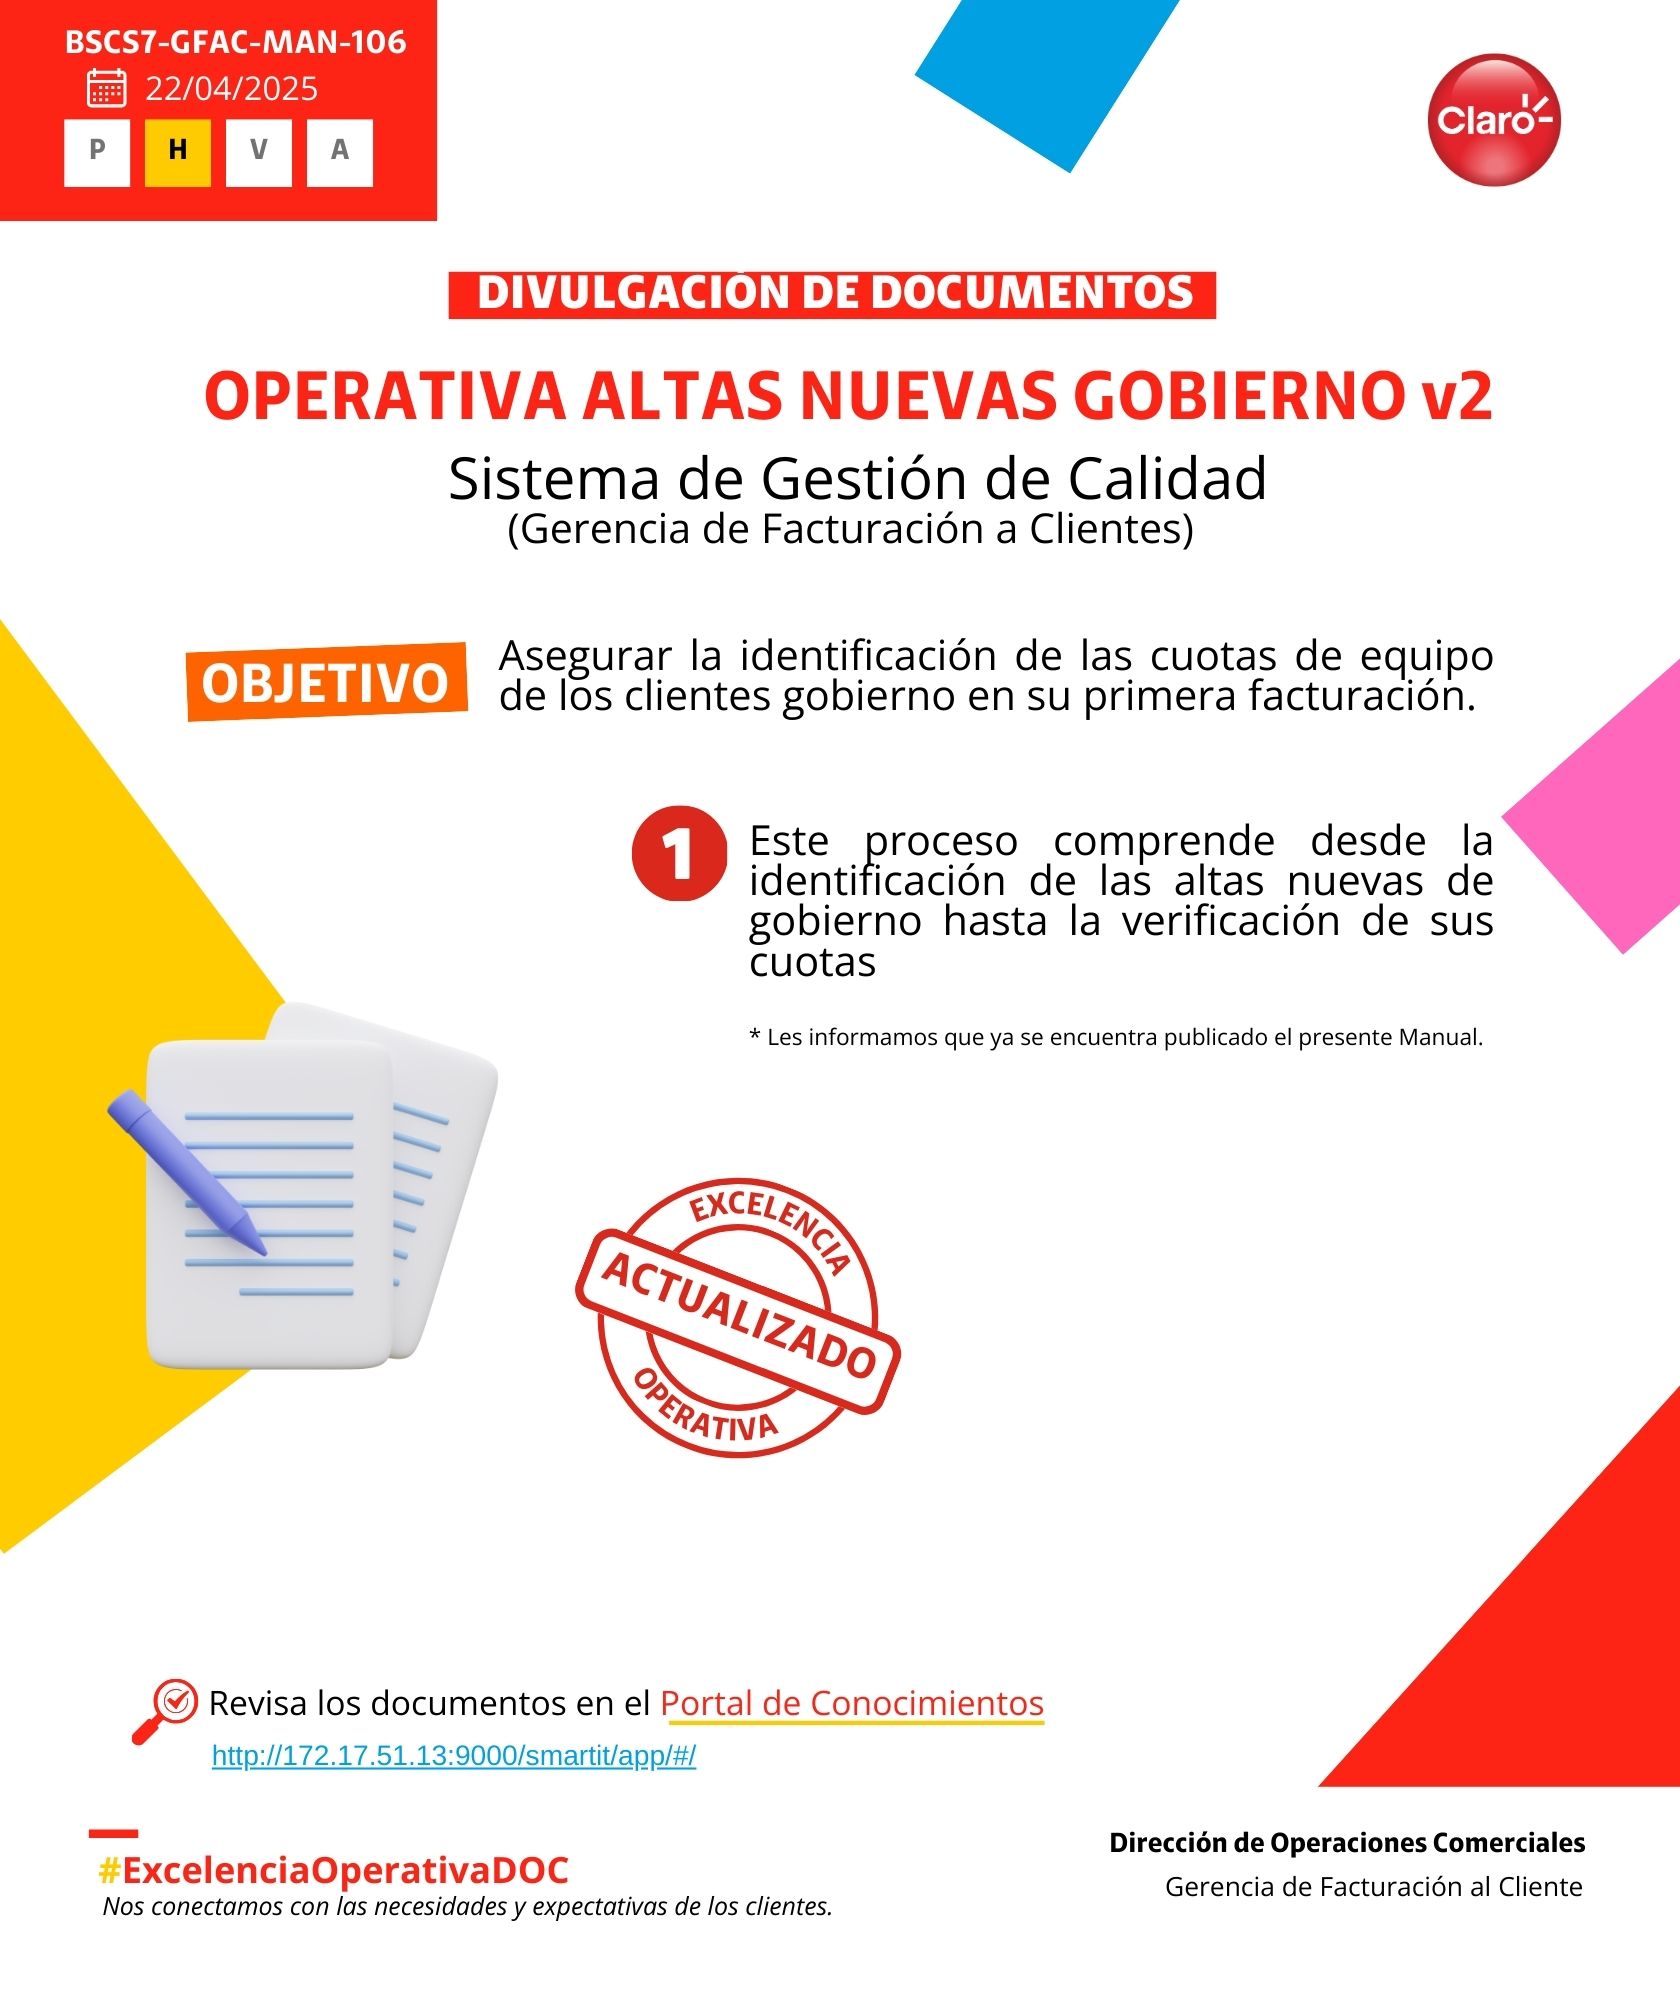 BSCS7-GFAC-MAN-106
22/04/2025
P H V A
Claro
DIVULGACIÓN DE DOCUMENTOS
OPERATIVA ALTAS NUEVAS GOBIERNO v2
Sistema de Gestión de Calidad
(Gerencia de Facturación a Clientes)
OBJETIVO
Asegurar la identificación de las cuotas de equipo
de los clientes gobierno en su primera facturación.
1
Este proceso comprende desde la
identificación de las altas nuevas de
gobierno hasta la verificación de sus
cuotas
* Les informamos que ya se encuentra publicado el presente Manual.
EXCELENCIA
ACTUALIZADO
OPERATIVA
Revisa los documentos en el Portal de Conocimientos
http://172.17.51.13:9000/smartit/app/#/
#ExcelenciaOperativaDOC
Nos conectamos con las necesidades y expectativas de los clientes.
Dirección de Operaciones Comerciales
Gerencia de Facturación al Cliente